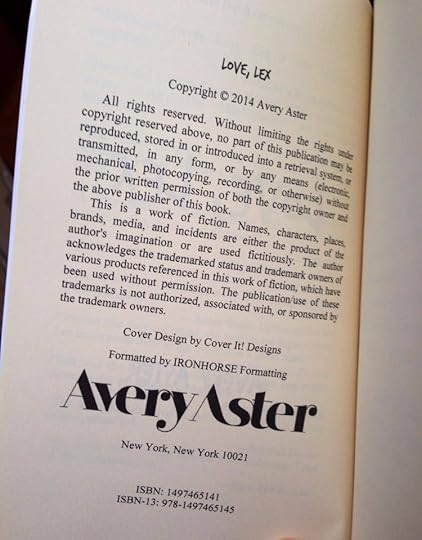 LOVE, LEX
Copyright © 2014 Avery Aster
All rights reserved. Without limiting the rights under
copyright reserved above, no part of this publication may be
reproduced, stored in or introduced into a retrieval system, or
transmitted, in any form, or by any means (electronic,
mechanical, photocopying, recording, or otherwise) without
the prior written permission of both the copyright owner and
the above publisher of this book.
This is a work of fiction. Names, characters, places,
brands, media, and incidents are either the product of the
author's imagination or are used fictitiously. The author
acknowledges the trademarked status and trademark owners of
various products referenced in this work of fiction, which have
been used without permission. The publication/use of these
trademarks is not authorized, associated with, or sponsored by
the trademark owners.
Cover Design by Cover It! Designs
Formatted by IRONHORSE Formatting
Avery Aster
New York, New York 10021
ISBN: 1497465141
ISBN-13: 978-1497465145